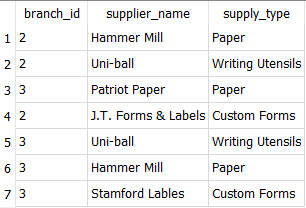 branch_id supplier_name supply_type
1 2 Hammer Mill Paper
2 2 Uni-ball Writing Utensils
3 3 Patriot Paper Paper
4 2 J.T. Forms & Labels Custom Forms
5 3 Uni-ball Writing Utensils
6 3 Hammer Mill Paper
7 3 Stamford Lables Custom Forms